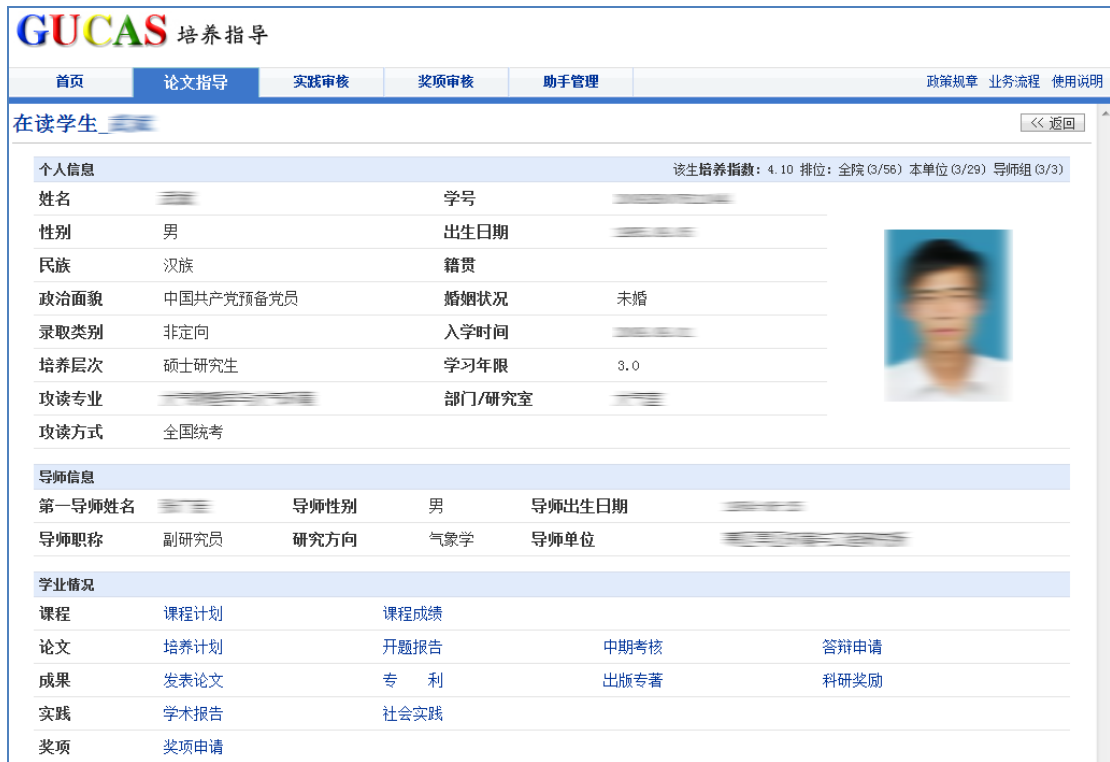 GUCAS 培养指导
首页 论文指导 实践审核 奖项审核 助手管理 政策规章 业务流程 使用说明
在读学生_ << 返回
个人信息 该生培养指数：4.10 排位：全院(3/56) 本单位(3/29) 导师组(3/3)
姓名 学号
性别 男 出生日期
民族 汉族 籍贯
政治面貌 中国共产党预备党员 婚姻状况 未婚
录取类别 非定向 入学时间
培养层次 硕士研究生 学习年限 3.0
攻读专业 部门/研究室
攻读方式 全国统考
导师信息
第一导师姓名 导师性别 男 导师出生日期
导师职称 副研究员 研究方向 气象学 导师单位
学业情况
课程 课程计划 课程成绩
论文 培养计划 开题报告 中期考核 答辩申请
成果 发表论文 专 利 出版专著 科研奖励
实践 学术报告 社会实践
奖项 奖项申请